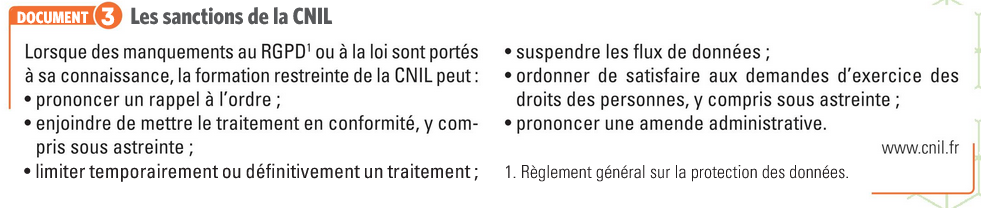 DOCUMENT 3 Les sanctions de la CNIL
Lorsque des manquements au RGPD¹ ou à la loi sont portés
à sa connaissance, la formation restreinte de la CNIL peut :
• prononcer un rappel à l’ordre ;
• enjoindre de mettre le traitement en conformité, y com-
pris sous astreinte ;
• limiter temporairement ou définitivement un traitement ;
• suspendre les flux de données ;
• ordonner de satisfaire aux demandes d’exercice des
droits des personnes, y compris sous astreinte ;
• prononcer une amende administrative.
www.cnil.fr
1. Règlement général sur la protection des données.